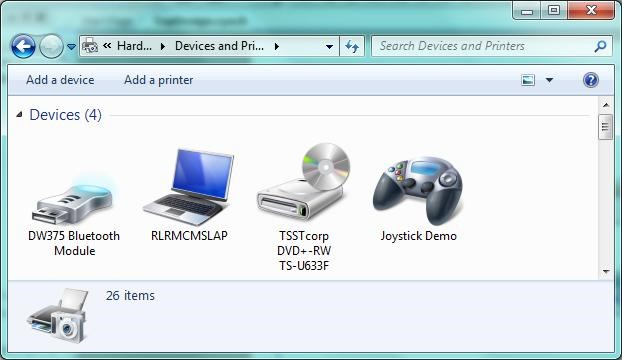 « Hard... ▸ Devices and Pri... ▸
Search Devices and Printers
Add a device
Add a printer
Devices (4)
DW375 Bluetooth
Module
RLRMCMSLAP
TSSTcorp
DVD+-RW
TS-U633F
Joystick Demo
26 items